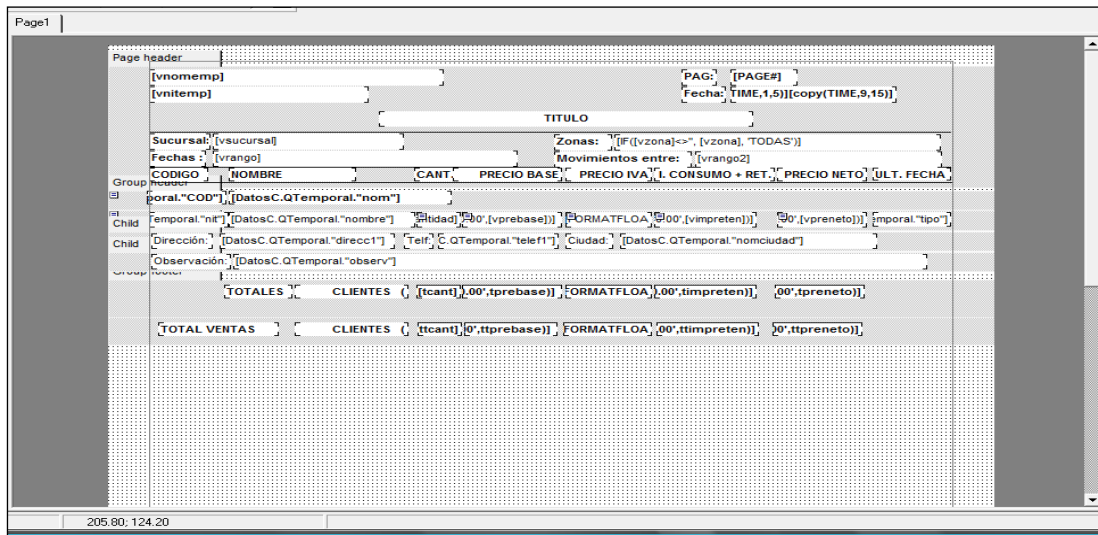 Page1
Page header
[vnomemp] PAG: [PAGE#]
[vnitemp] Fecha: TIME,1,5)][copy(TIME,9,15)]
TITULO
Sucursal: [vsucursal] Zonas: [IF([vzona]<>'', [vzona], 'TODAS')]
Fechas : [vrango] Movimientos entre: [vrango2]
CODIGO NOMBRE CANT. PRECIO BASE PRECIO IVA I. CONSUMO + RET. PRECIO NETO ULT. FECHA
Group header
poral."COD"] [DatosC.QTemporal."nom"]
Child Temporal."nit"] [DatosC.QTemporal."nombre"] tidad] 00',[vprebase])] FORMATFLOA 00',[vimpreten])] 00',[vpreneto])] emporal."tipo"]
Child Dirección: [DatosC.QTemporal."direcc1"] Telf: C.QTemporal."telef1"] Ciudad: [DatosC.QTemporal."nomciudad"]
Observación: [DatosC.QTemporal."observ"]
Group footer
TOTALES CLIENTES ( [tcant] ).00',tprebase)] FORMATFLOA ).00',timpreten)] .00',tpreneto)]
TOTAL VENTAS CLIENTES ( [ttcant] 0',ttprebase)] FORMATFLOA 00',ttimpreten)] 00',ttpreneto)]
205.80; 124.20